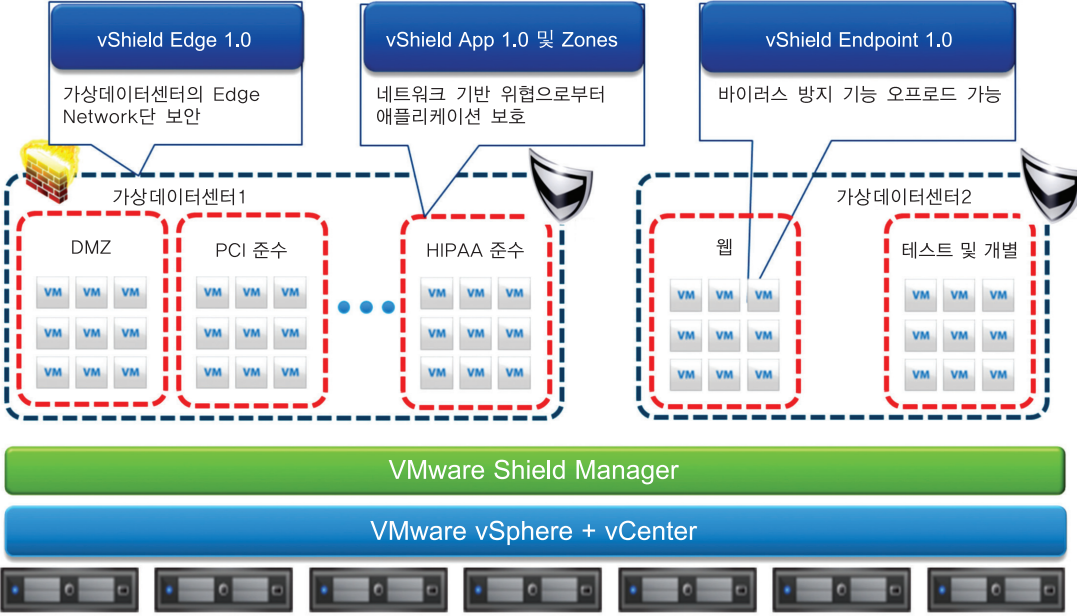 vShield Edge 1.0
가상데이터센터의 Edge
Network단 보안
vShield App 1.0 및 Zones
네트워크 기반 위협으로부터
애플리케이션 보호
vShield Endpoint 1.0
바이러스 방지 기능 오프로드 가능
가상데이터센터1
DMZ
VM VM VM
VM VM VM
VM VM VM
PCI 준수
VM VM VM
VM VM VM
VM VM VM
HIPAA 준수
VM VM VM
VM VM VM
VM VM VM
가상데이터센터2
웹
VM VM VM
VM VM VM
VM VM VM
테스트 및 개별
VM VM VM
VM VM VM
VM VM VM
VMware Shield Manager
VMware vSphere + vCenter